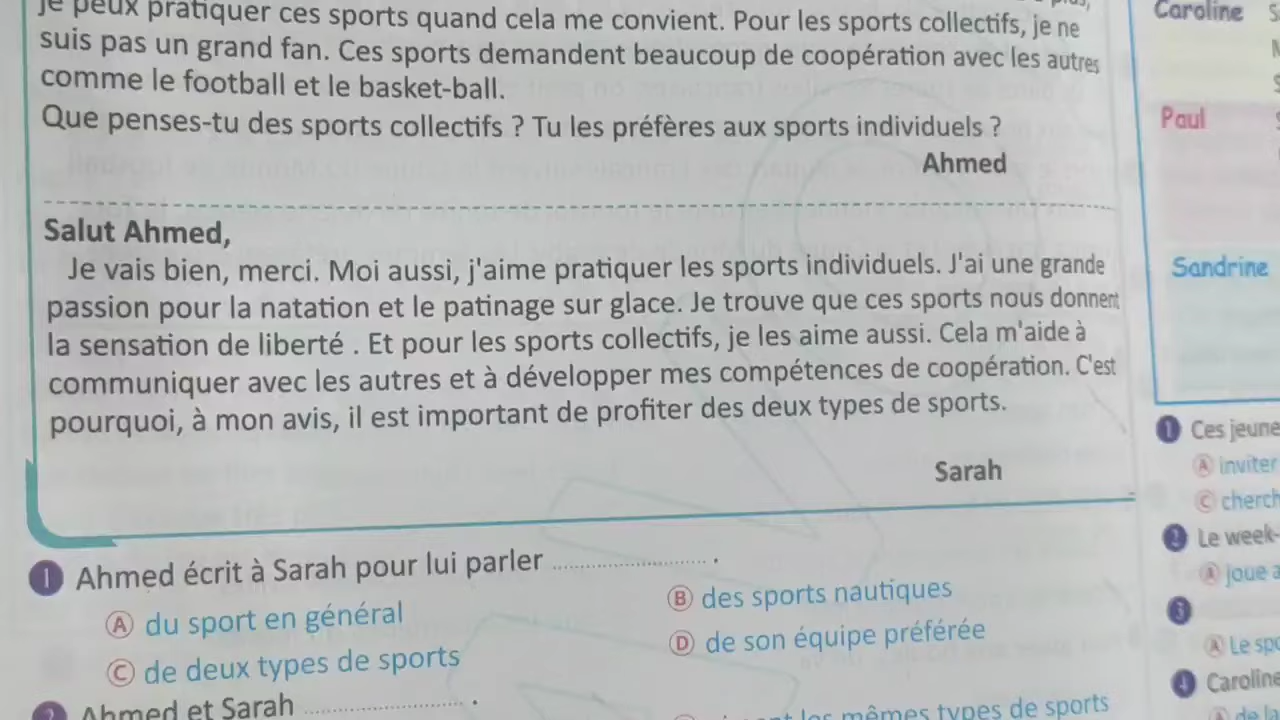 je peux pratiquer ces sports quand cela me convient. Pour les sports collectifs, je ne
suis pas un grand fan. Ces sports demandent beaucoup de coopération avec les autres
comme le football et le basket-ball.
Que penses-tu des sports collectifs ? Tu les préfères aux sports individuels ?
Ahmed
Salut Ahmed,
Je vais bien, merci. Moi aussi, j'aime pratiquer les sports individuels. J'ai une grande
passion pour la natation et le patinage sur glace. Je trouve que ces sports nous donnent
la sensation de liberté . Et pour les sports collectifs, je les aime aussi. Cela m'aide à
communiquer avec les autres et à développer mes compétences de coopération. C'est
pourquoi, à mon avis, il est important de profiter des deux types de sports.
Sarah
1 Ahmed écrit à Sarah pour lui parler .................... .
A du sport en général
B des sports nautiques
C de deux types de sports
D de son équipe préférée
2 Ahmed et Sarah .................... .
les mêmes types de sports
Caroline
Paul
Sandrine
1 Ces jeune
A inviter
C cherch
2 Le week-
A joue a
3
A Le spo
4 Caroline
A de la